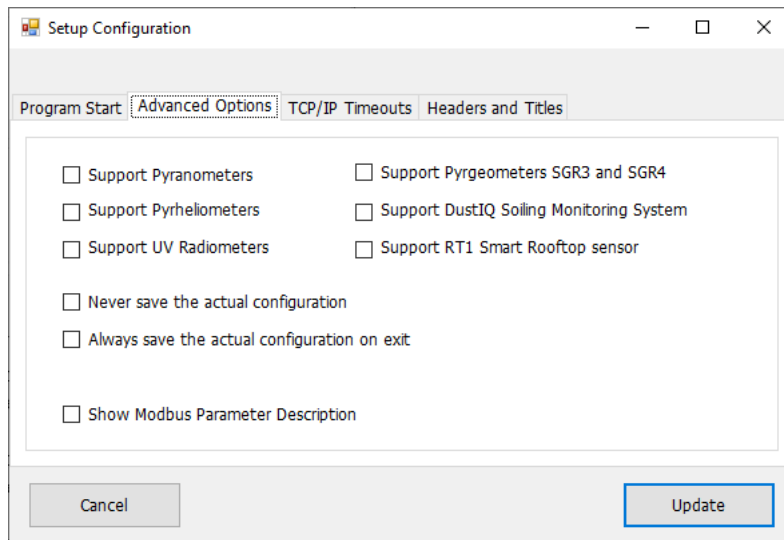 Setup Configuration
Program Start Advanced Options TCP/IP Timeouts Headers and Titles
Support Pyranometers Support Pyrgeometers SGR3 and SGR4
Support Pyrheliometers Support DustIQ Soiling Monitoring System
Support UV Radiometers Support RT1 Smart Rooftop sensor
Never save the actual configuration
Always save the actual configuration on exit
Show Modbus Parameter Description
Cancel Update